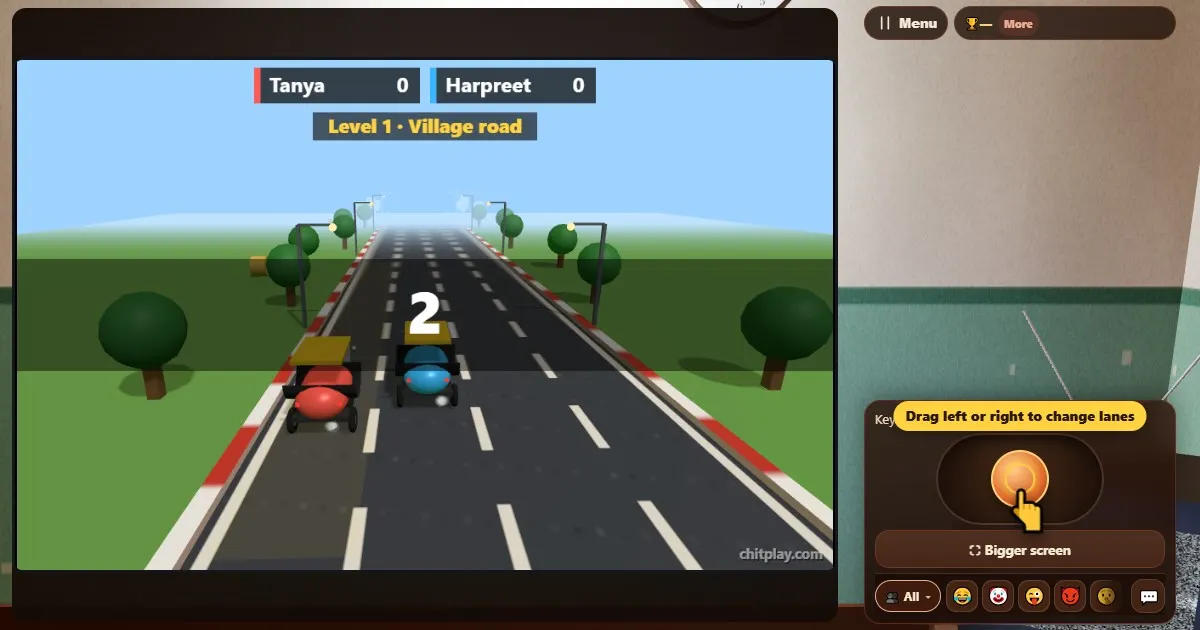 Menu
— More
Tanya 0
Harpreet 0
Level 1 • Village road
2
chitplay.com
Key
Drag left or right to change lanes
Bigger screen
All